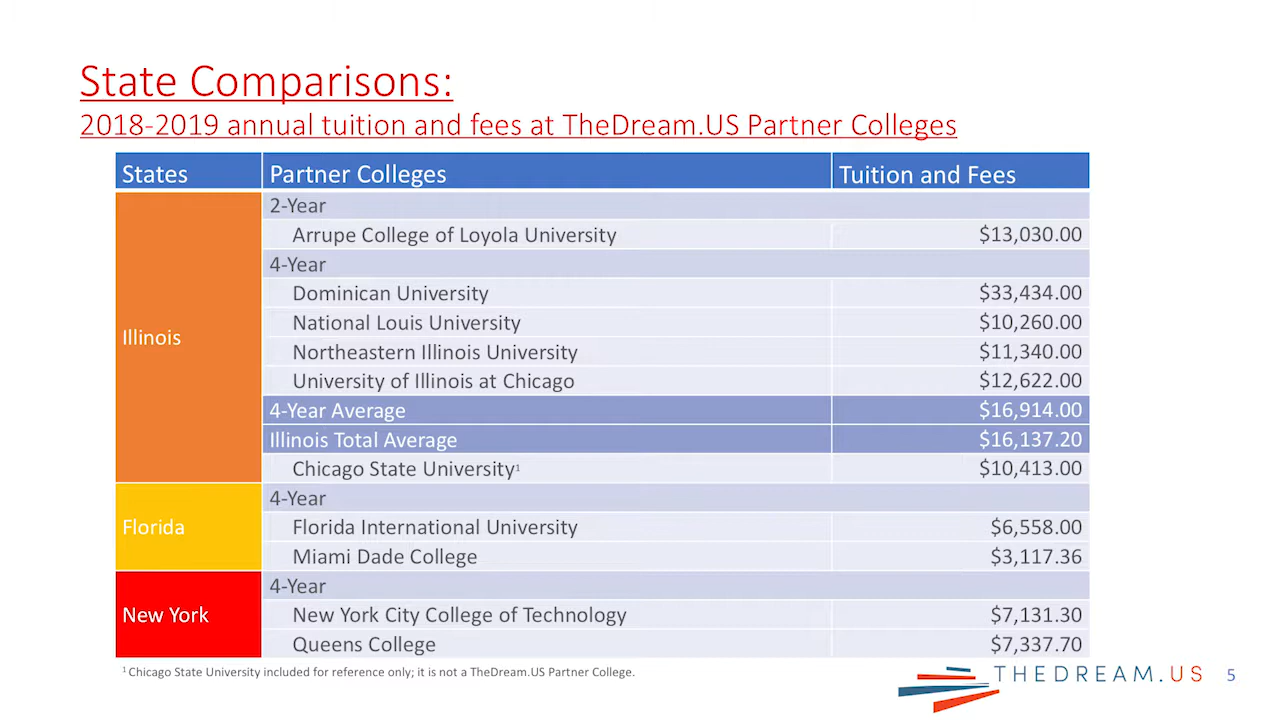 State Comparisons:
2018-2019 annual tuition and fees at TheDream.US Partner Colleges
States Partner Colleges Tuition and Fees
Illinois
2-Year
Arrupe College of Loyola University $13,030.00
4-Year
Dominican University $33,434.00
National Louis University $10,260.00
Northeastern Illinois University $11,340.00
University of Illinois at Chicago $12,622.00
4-Year Average $16,914.00
Illinois Total Average $16,137.20
Chicago State University1 $10,413.00
Florida
4-Year
Florida International University $6,558.00
Miami Dade College $3,117.36
New York
4-Year
New York City College of Technology $7,131.30
Queens College $7,337.70
1 Chicago State University included for reference only; it is not a TheDream.US Partner College.
THEDREAM.US
5